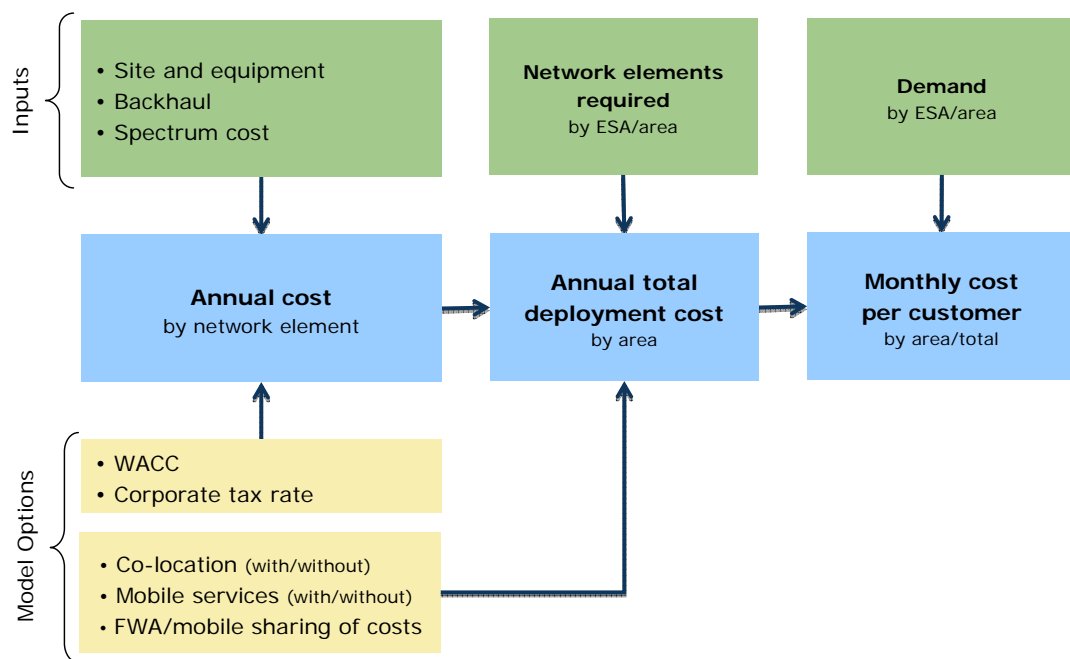 Inputs
• Site and equipment
• Backhaul
• Spectrum cost
Network elements
required
by ESA/area
Demand
by ESA/area
Annual cost
by network element
Annual total
deployment cost
by area
Monthly cost
per customer
by area/total
Model Options
• WACC
• Corporate tax rate
• Co-location (with/without)
• Mobile services (with/without)
• FWA/mobile sharing of costs